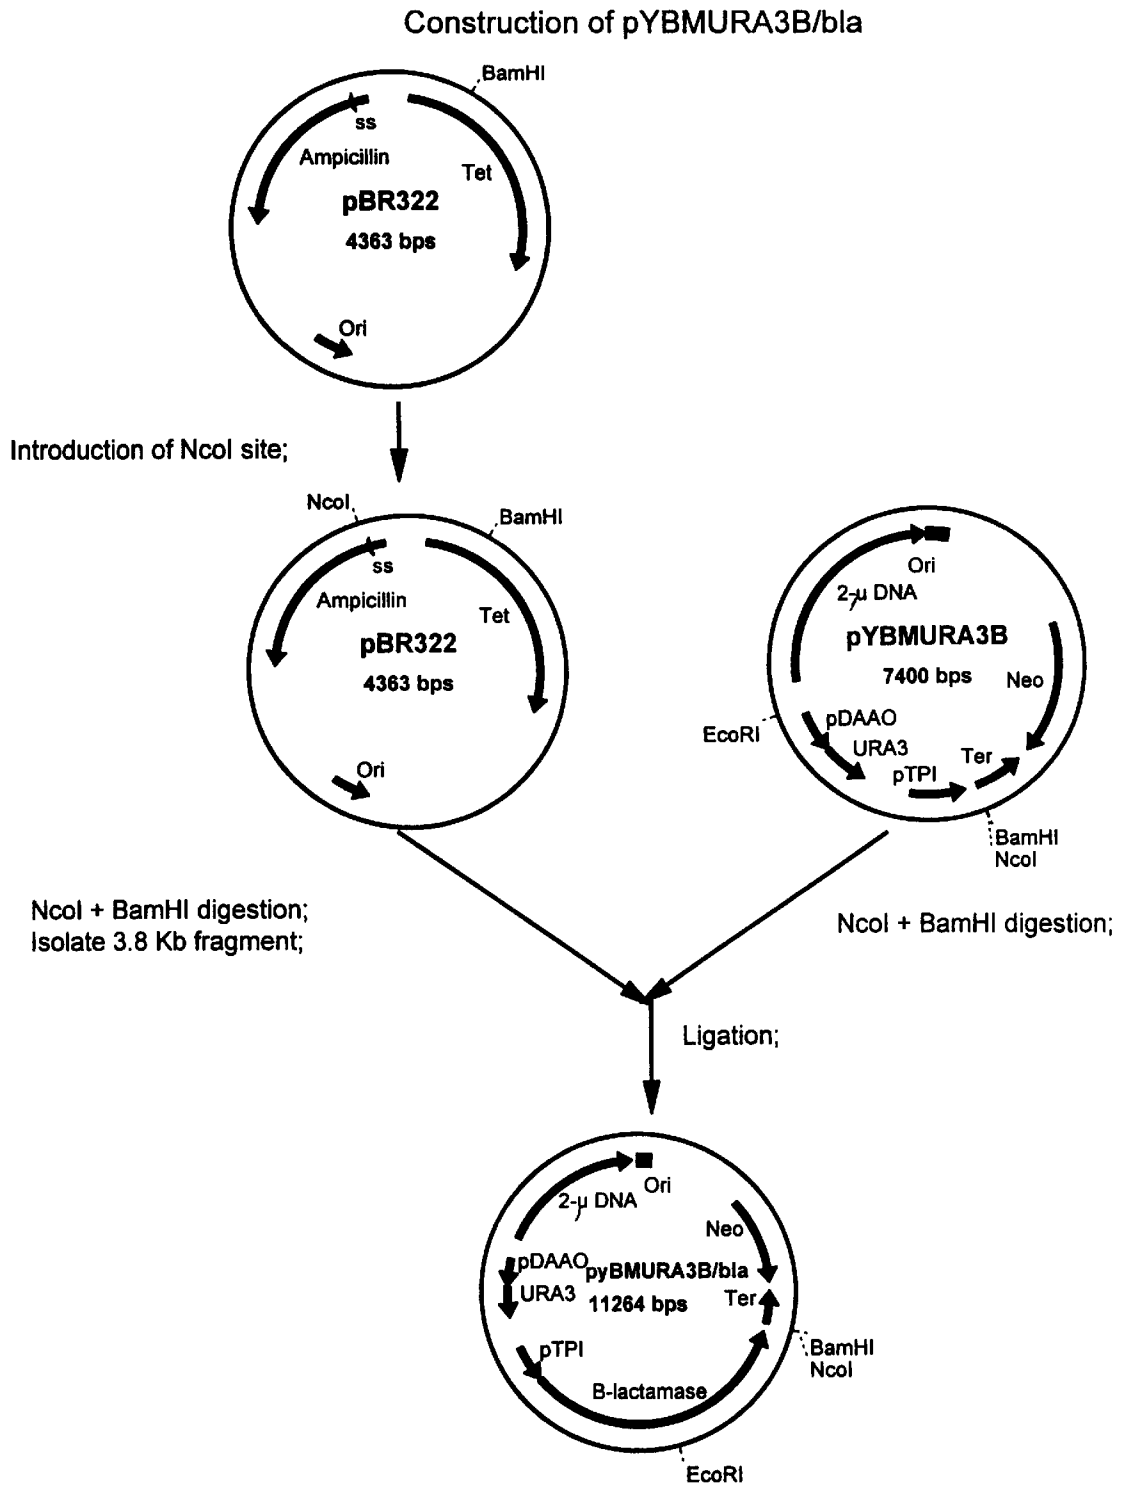 Construction of pYBMURA3B/bla
BamHI
ss
Ampicillin
Tet
pBR322
4363 bps
Ori
Introduction of NcoI site;
NcoI
BamHI
ss
Ampicillin
Tet
pBR322
4363 bps
Ori
Ori
2-µ DNA
pYBMURA3B
7400 bps
Neo
EcoRI
pDAAO
URA3
pTPI
Ter
BamHI
NcoI
NcoI + BamHI digestion;
Isolate 3.8 Kb fragment;
NcoI + BamHI digestion;
Ligation;
Ori
2-µ DNA
Neo
pDAAO
pyBMURA3B/bla
URA3
11264 bps
Ter
pTPI
BamHI
NcoI
B-lactamase
EcoRI